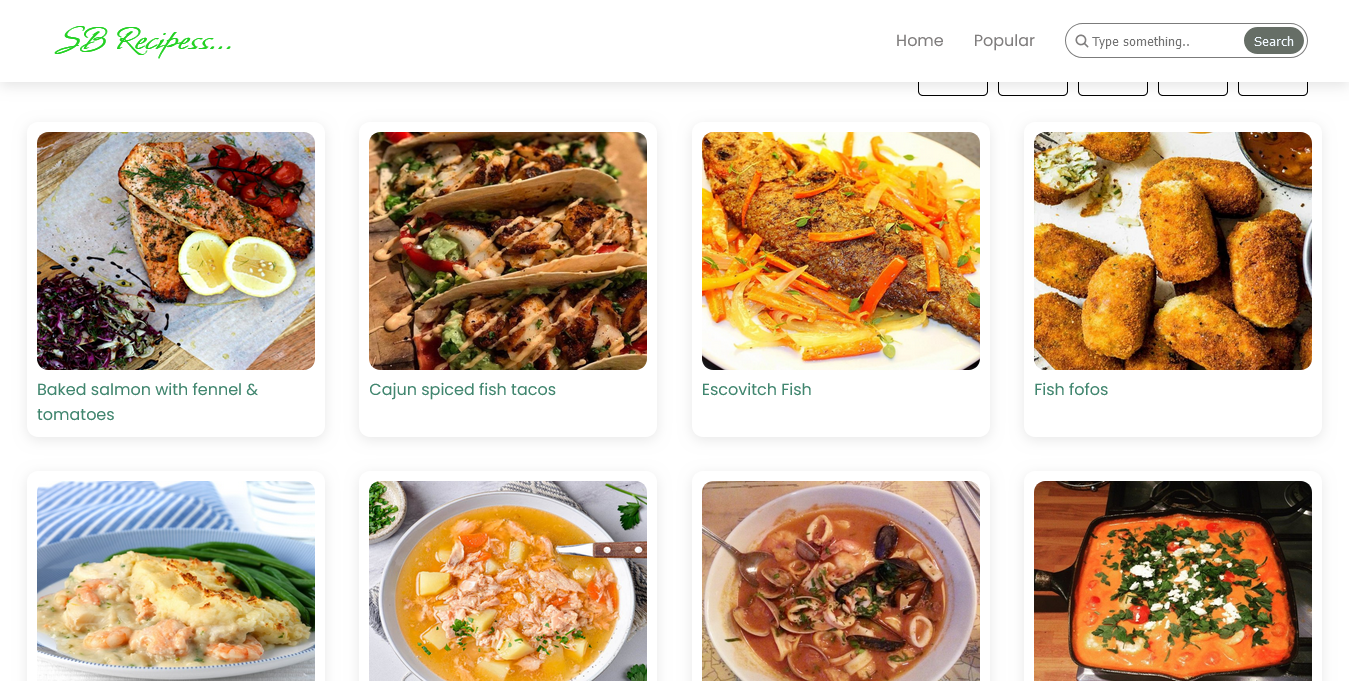 SB Recipess...
Home
Popular
Type something..
Search
Baked salmon with fennel &
tomatoes
Cajun spiced fish tacos
Escovitch Fish
Fish fofos